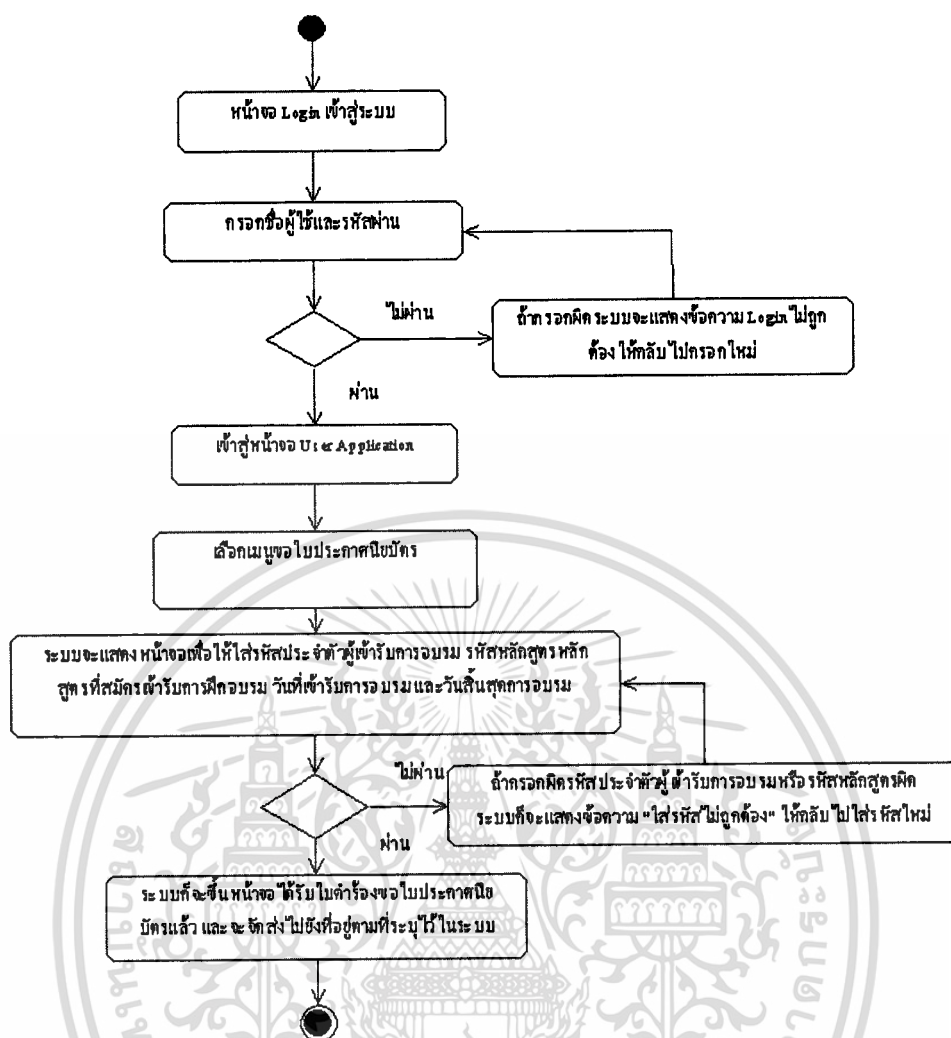 หน้าจอ Login เข้าสู่ระบบ
กรอกชื่อผู้ใช้และรหัสผ่าน
ไม่ผ่าน
ถ้ากรอกผิดระบบจะแสดงข้อความ Login ไม่ถูก
ต้อง ให้กลับไปกรอกใหม่
ผ่าน
เข้าสู่หน้าจอ User Application
เลือกเมนูขอใบประกาศนียบัตร
ระบบจะแสดงหน้าจอเพื่อให้ใส่รหัสประจำตัวผู้เข้ารับการอบรม รหัสหลักสูตรหลัก
สูตรที่สมัครเข้ารับการฝึกอบรม วันที่เข้ารับการอบรม และวันสิ้นสุดการอบรม
ไม่ผ่าน
ถ้ากรอกผิดรหัสประจำตัวผู้เข้ารับการอบรมหรือรหัสหลักสูตรผิด
ระบบก็จะแสดงข้อความ "ใส่รหัสไม่ถูกต้อง" ให้กลับไปใส่รหัสใหม่
ผ่าน
ระบบก็จะขึ้นหน้าจอ ได้รับใบคำร้องขอใบประกาศนีย
บัตรแล้ว และจะจัดส่งไปยังที่อยู่ตามที่ระบุไว้ในระบบ